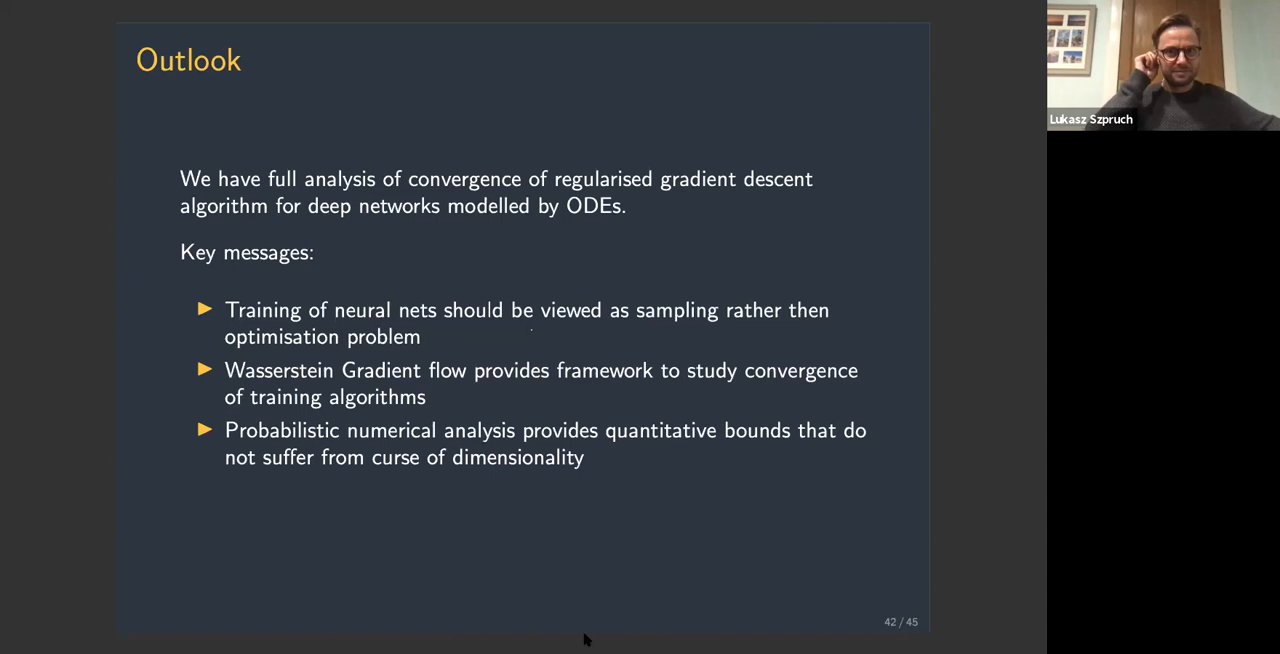 Outlook
We have full analysis of convergence of regularised gradient descent
algorithm for deep networks modelled by ODEs.
Key messages:
Training of neural nets should be viewed as sampling rather then
optimisation problem
Wasserstein Gradient flow provides framework to study convergence
of training algorithms
Probabilistic numerical analysis provides quantitative bounds that do
not suffer from curse of dimensionality
42 / 45
Lukasz Szpruch